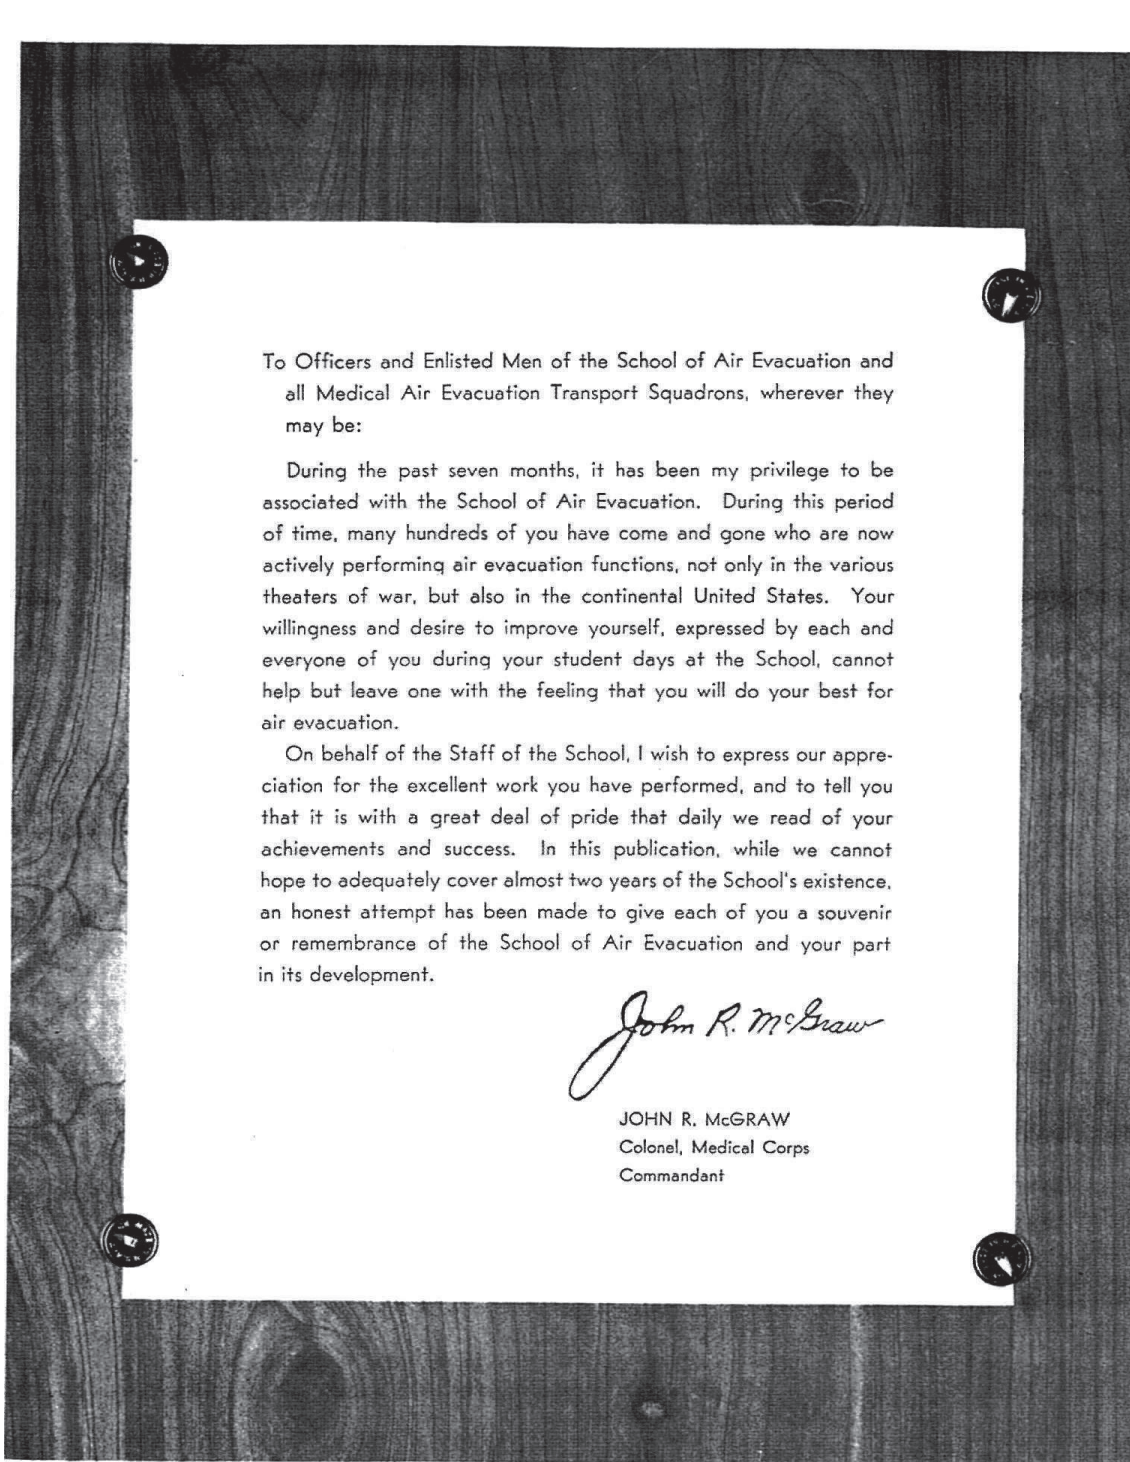 To Officers and Enlisted Men of the School of Air Evacuation and
all Medical Air Evacuation Transport Squadrons, wherever they
may be:
During the past seven months, it has been my privilege to be
associated with the School of Air Evacuation. During this period
of time, many hundreds of you have come and gone who are now
actively performing air evacuation functions, not only in the various
theaters of war, but also in the continental United States. Your
willingness and desire to improve yourself, expressed by each and
everyone of you during your student days at the School, cannot
help but leave one with the feeling that you will do your best for
air evacuation.
On behalf of the Staff of the School, I wish to express our appre-
ciation for the excellent work you have performed, and to tell you
that it is with a great deal of pride that daily we read of your
achievements and success. In this publication, while we cannot
hope to adequately cover almost two years of the School's existence,
an honest attempt has been made to give each of you a souvenir
or remembrance of the School of Air Evacuation and your part
in its development.
John R. McGraw
JOHN R. McGRAW
Colonel, Medical Corps
Commandant